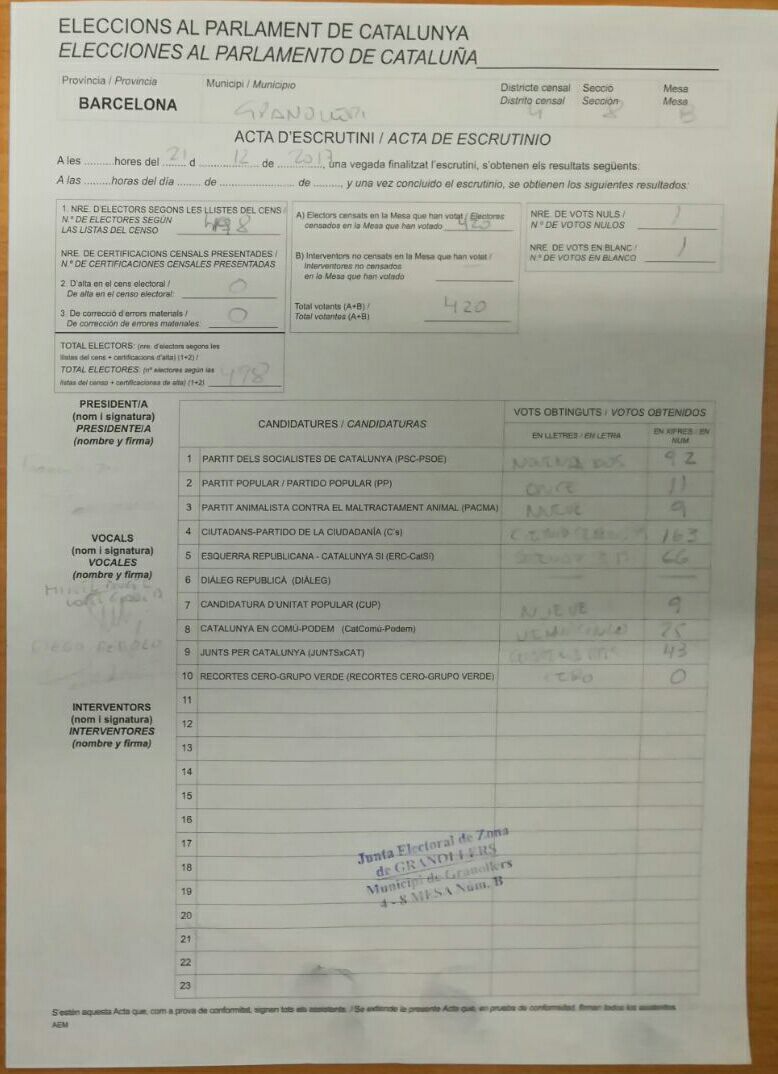 ELECCIONS AL PARLAMENT DE CATALUNYA
ELECCIONES AL PARLAMENTO DE CATALUÑA
Província / Provincia
Municipi / Municipio
Districte censal Secció Mesa
Distrito censal Sección Mesa
BARCELONA
GRANOLLERS 4 8 B
ACTA D'ESCRUTINI / ACTA DE ESCRUTINIO
A les .........hores del 21 d 12 de 2017, una vegada finalitzat l'escrutini, s'obtenen els resultats següents:
A las .........horas del día ....... de ....................... de ........, y una vez concluido el escrutinio, se obtienen los siguientes resultados:
1. NRE. D'ELECTORS SEGONS LES LLISTES DEL CENS /
N.º DE ELECTORES SEGÚN
LAS LISTAS DEL CENSO 498
NRE. DE CERTIFICACIONS CENSALS PRESENTADES /
N.º DE CERTIFICACIONES CENSALES PRESENTADAS
2. D'alta en el cens electoral /
De alta en el censo electoral: 0
3. De correcció d'errors materials /
De corrección de errores materiales: 0
TOTAL ELECTORS: (nre. d'electors segons les
llistes del cens + certificacions d'alta) (1+2) /
TOTAL ELECTORES: (nº electores según las
listas del censo + certificaciones de alta) (1+2) 498
A) Electors censats en la Mesa que han votat / Electores
censados en la Mesa que han votado 420
B) Interventors no censats en la Mesa que han votat /
Interventores no censados
en la Mesa que han votado
Total votants (A+B) /
Total votantes (A+B) 420
NRE. DE VOTS NULS /
N.º DE VOTOS NULOS 1
NRE. DE VOTS EN BLANC /
N.º DE VOTOS EN BLANCO 1
PRESIDENT/A
(nom i signatura)
PRESIDENTE/A
(nombre y firma)
VOCALS
(nom i signatura)
VOCALES
(nombre y firma)
DIEGO
INTERVENTORS
(nom i signatura)
INTERVENTORES
(nombre y firma)
CANDIDATURES / CANDIDATURAS
VOTS OBTINGUTS / VOTOS OBTENIDOS
EN LLETRES / EN LETRA
EN XIFRES / EN
NUM
1 PARTIT DELS SOCIALISTES DE CATALUNYA (PSC-PSOE) 92
2 PARTIT POPULAR / PARTIDO POPULAR (PP) ONCE 11
3 PARTIT ANIMALISTA CONTRA EL MALTRACTAMENT ANIMAL (PACMA) NUEVE 9
4 CIUTADANS-PARTIDO DE LA CIUDADANÍA (C's) 163
5 ESQUERRA REPUBLICANA - CATALUNYA SI (ERC-CatSí) 66
6 DIÀLEG REPUBLICÀ (DIÀLEG)
7 CANDIDATURA D'UNITAT POPULAR (CUP) NUEVE 9
8 CATALUNYA EN COMÚ-PODEM (CatComú-Podem) 25
9 JUNTS PER CATALUNYA (JUNTSxCAT) 43
10 RECORTES CERO-GRUPO VERDE (RECORTES CERO-GRUPO VERDE) CERO 0
11
12
13
14
15
16
17
18
19
20
21
22
23
Junta Electoral de Zona
de GRANOLLERS
Municipi de Granollers
4 - 8 MESA Núm. B
S'estén aquesta Acta que, com a prova de conformitat, signen tots els assistents. / Se extiende la presente Acta que, en prueba de conformidad, firman todos los asistentes.
AEM